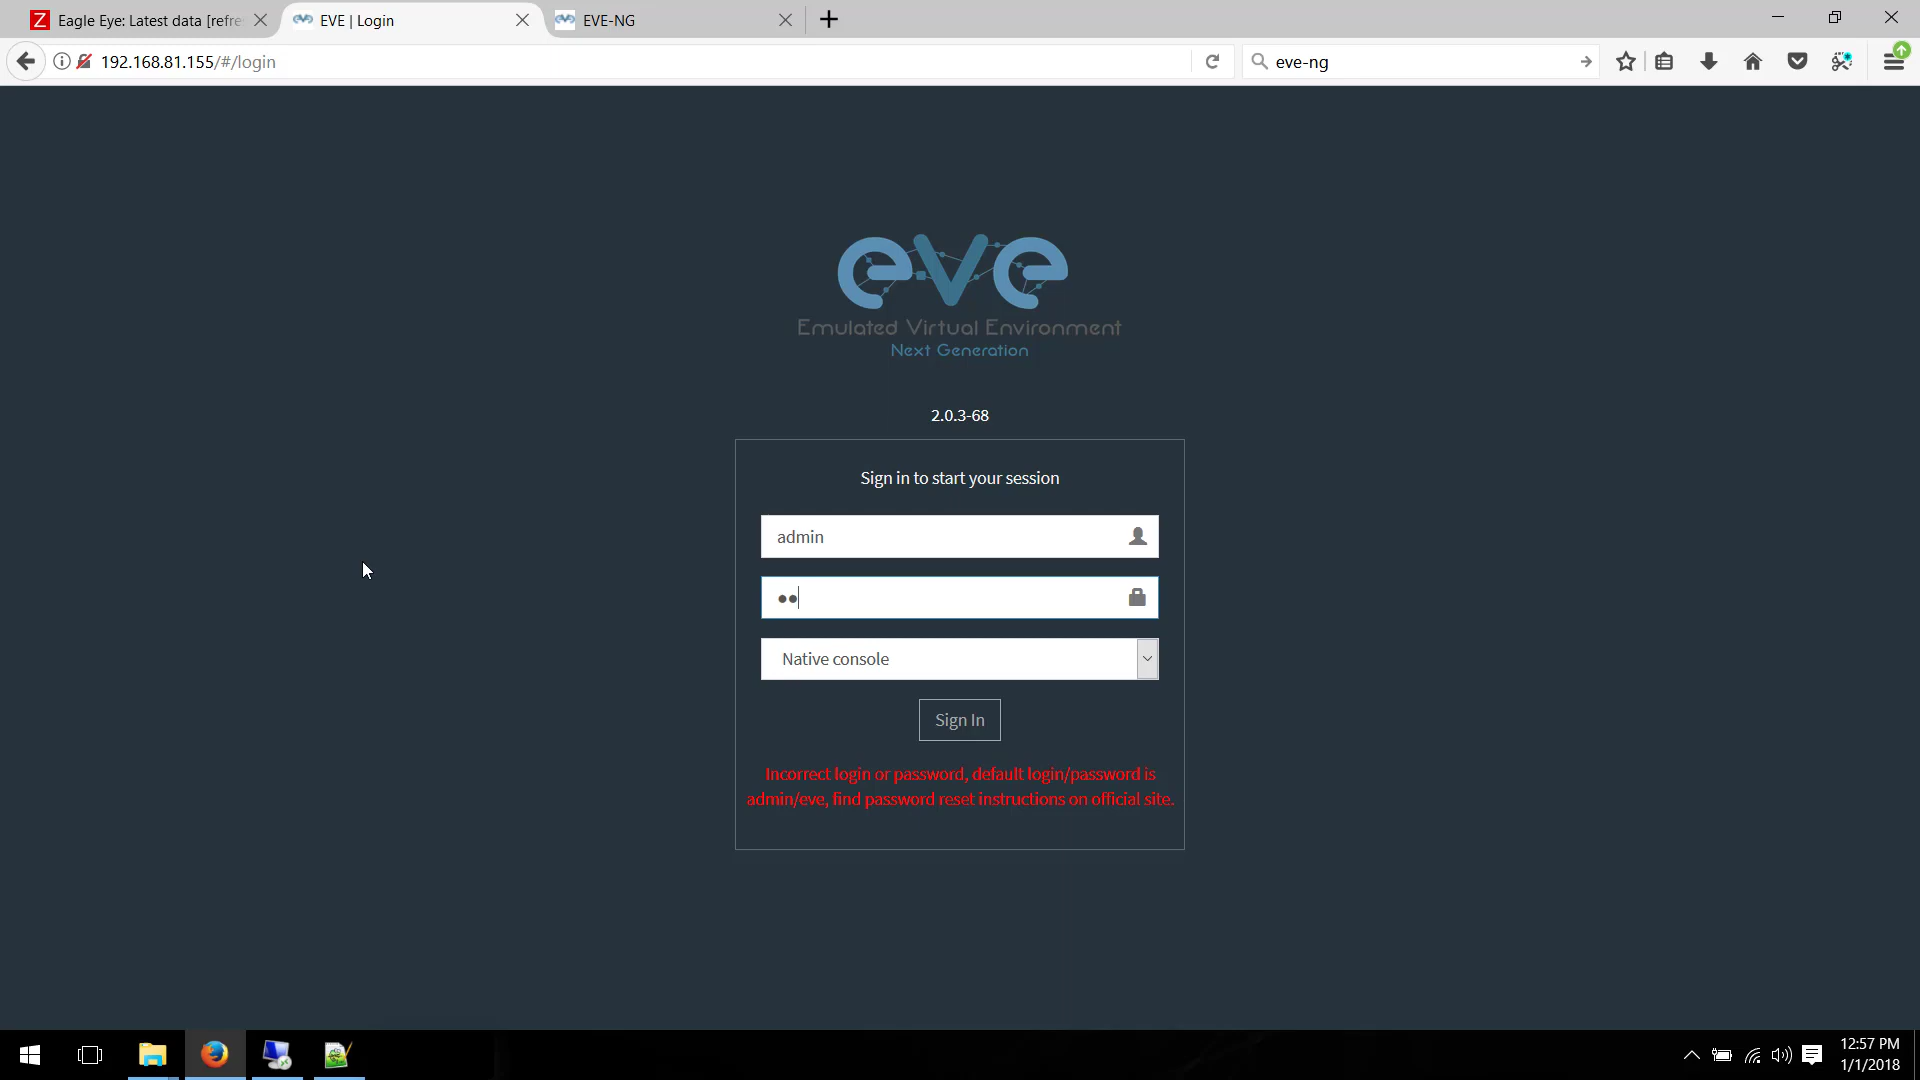 Eagle Eye: Latest data [refre
EVE | Login
EVE-NG
192.168.81.155/#/login
eve-ng
eve
Emulated Virtual Environment
Next Generation
2.0.3-68
Sign in to start your session
admin
Native console
Sign In
Incorrect login or password, default login/password is
admin/eve, find password reset instructions on official site.
12:57 PM
1/1/2018